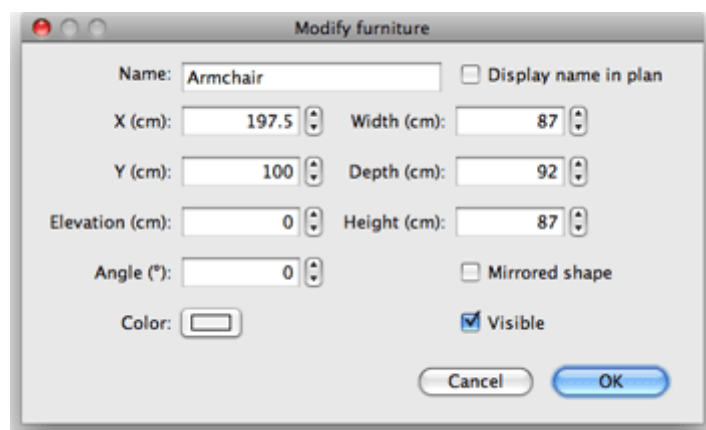 Modify furniture
Name: Armchair Display name in plan
X (cm): 197.5 Width (cm): 87
Y (cm): 100 Depth (cm): 92
Elevation (cm): 0 Height (cm): 87
Angle (°): 0 Mirrored shape
Color: Visible
Cancel OK